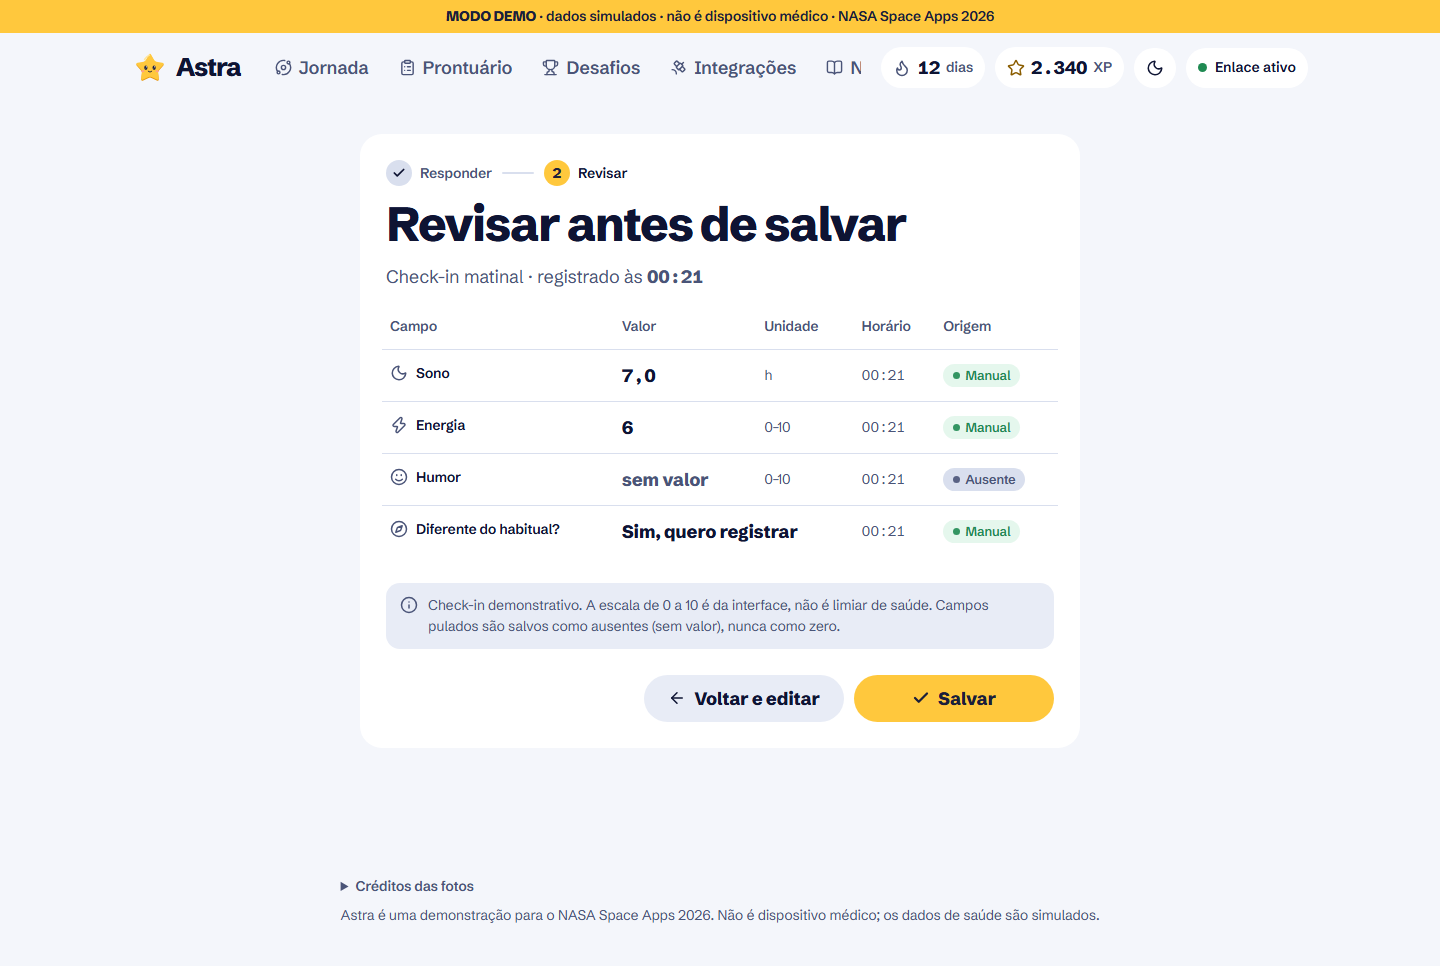 MODO DEMO · dados simulados · não é dispositivo médico · NASA Space Apps 2026
Astra Jornada Prontuário Desafios Integrações N 12 dias 2.340 XP Enlace ativo
Responder 2 Revisar
Revisar antes de salvar
Check-in matinal · registrado às 00:21
Campo Valor Unidade Horário Origem
Sono 7,0 h 00:21 Manual
Energia 6 0-10 00:21 Manual
Humor sem valor 0-10 00:21 Ausente
Diferente do habitual? Sim, quero registrar 00:21 Manual
Check-in demonstrativo. A escala de 0 a 10 é da interface, não é limiar de saúde. Campos
pulados são salvos como ausentes (sem valor), nunca como zero.
Voltar e editar Salvar
Créditos das fotos
Astra é uma demonstração para o NASA Space Apps 2026. Não é dispositivo médico; os dados de saúde são simulados.